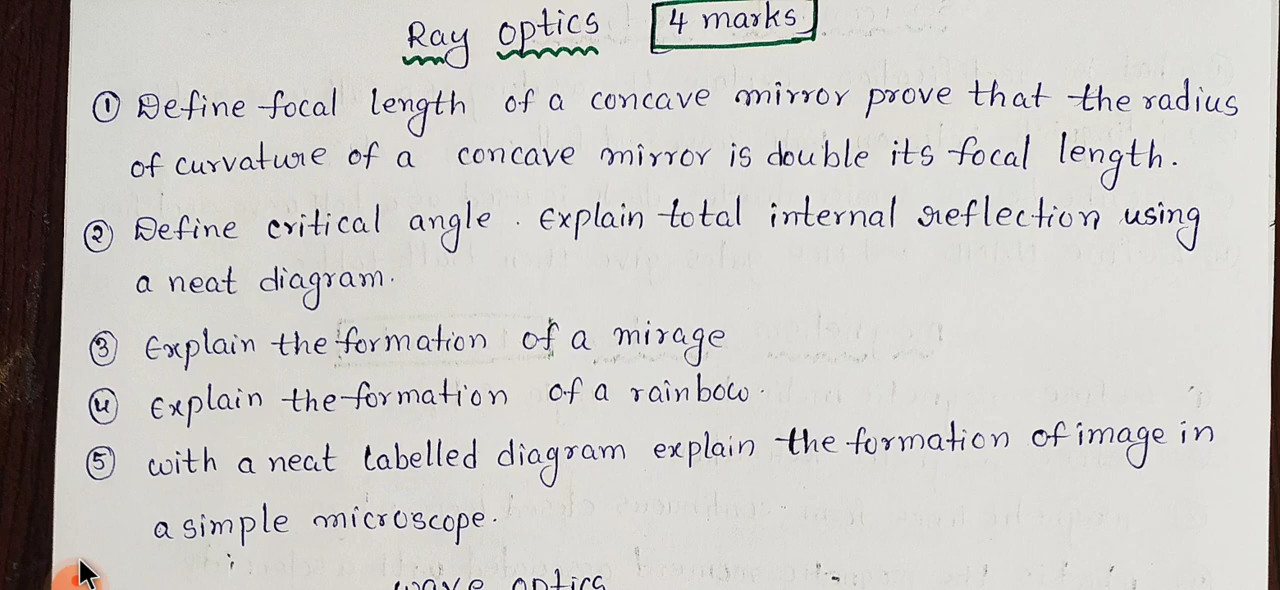 Ray optics 4 marks
① Define focal length of a concave mirror prove that the radius
of curvature of a concave mirror is double its focal length.
② Define critical angle . Explain total internal reflection using
a neat diagram.
③ Explain the formation of a mirage
④ Explain the formation of a rainbow.
⑤ with a neat labelled diagram explain the formation of image in
a simple microscope.
wave optics